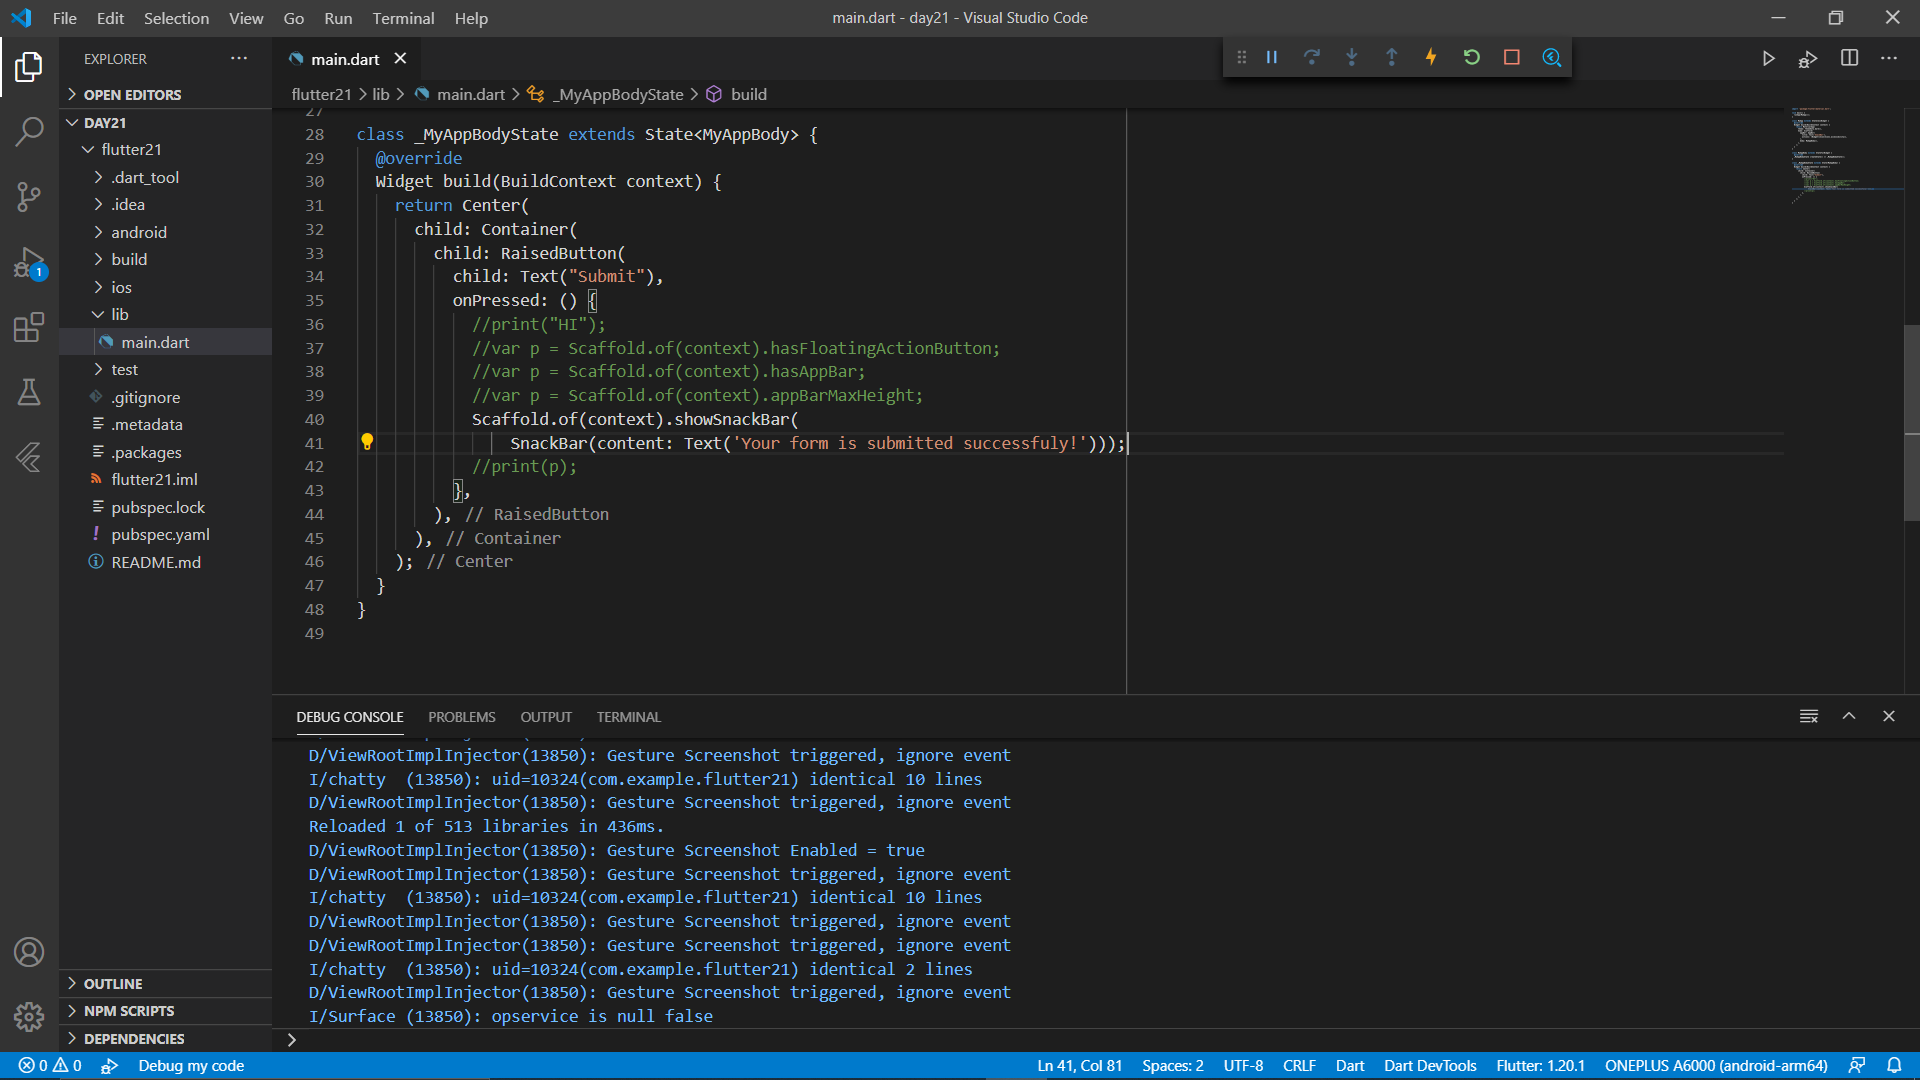 File Edit Selection View Go Run Terminal Help
main.dart - day21 - Visual Studio Code
EXPLORER
main.dart
OPEN EDITORS
flutter21 > lib > main.dart > _MyAppBodyState > build
DAY21
flutter21
.dart_tool
.idea
android
build
ios
lib
main.dart
test
.gitignore
.metadata
.packages
flutter21.iml
pubspec.lock
pubspec.yaml
README.md
OUTLINE
NPM SCRIPTS
DEPENDENCIES
1
27
28 class _MyAppBodyState extends State<MyAppBody> {
29 @override
30 Widget build(BuildContext context) {
31 return Center(
32 child: Container(
33 child: RaisedButton(
34 child: Text("Submit"),
35 onPressed: () {
36 //print("HI");
37 //var p = Scaffold.of(context).hasFloatingActionButton;
38 //var p = Scaffold.of(context).hasAppBar;
39 //var p = Scaffold.of(context).appBarMaxHeight;
40 Scaffold.of(context).showSnackBar(
41 SnackBar(content: Text('Your form is submitted successfuly!')));
42 //print(p);
43 },
44 ), // RaisedButton
45 ), // Container
46 ); // Center
47 }
48 }
49
DEBUG CONSOLE PROBLEMS OUTPUT TERMINAL
D/ViewRootImplInjector(13850): Gesture Screenshot triggered, ignore event
I/chatty (13850): uid=10324(com.example.flutter21) identical 10 lines
D/ViewRootImplInjector(13850): Gesture Screenshot triggered, ignore event
Reloaded 1 of 513 libraries in 436ms.
D/ViewRootImplInjector(13850): Gesture Screenshot Enabled = true
D/ViewRootImplInjector(13850): Gesture Screenshot triggered, ignore event
I/chatty (13850): uid=10324(com.example.flutter21) identical 10 lines
D/ViewRootImplInjector(13850): Gesture Screenshot triggered, ignore event
D/ViewRootImplInjector(13850): Gesture Screenshot triggered, ignore event
I/chatty (13850): uid=10324(com.example.flutter21) identical 2 lines
D/ViewRootImplInjector(13850): Gesture Screenshot triggered, ignore event
I/Surface (13850): opservice is null false
0 0 Debug my code Ln 41, Col 81 Spaces: 2 UTF-8 CRLF Dart Dart DevTools Flutter: 1.20.1 ONEPLUS A6000 (android-arm64)